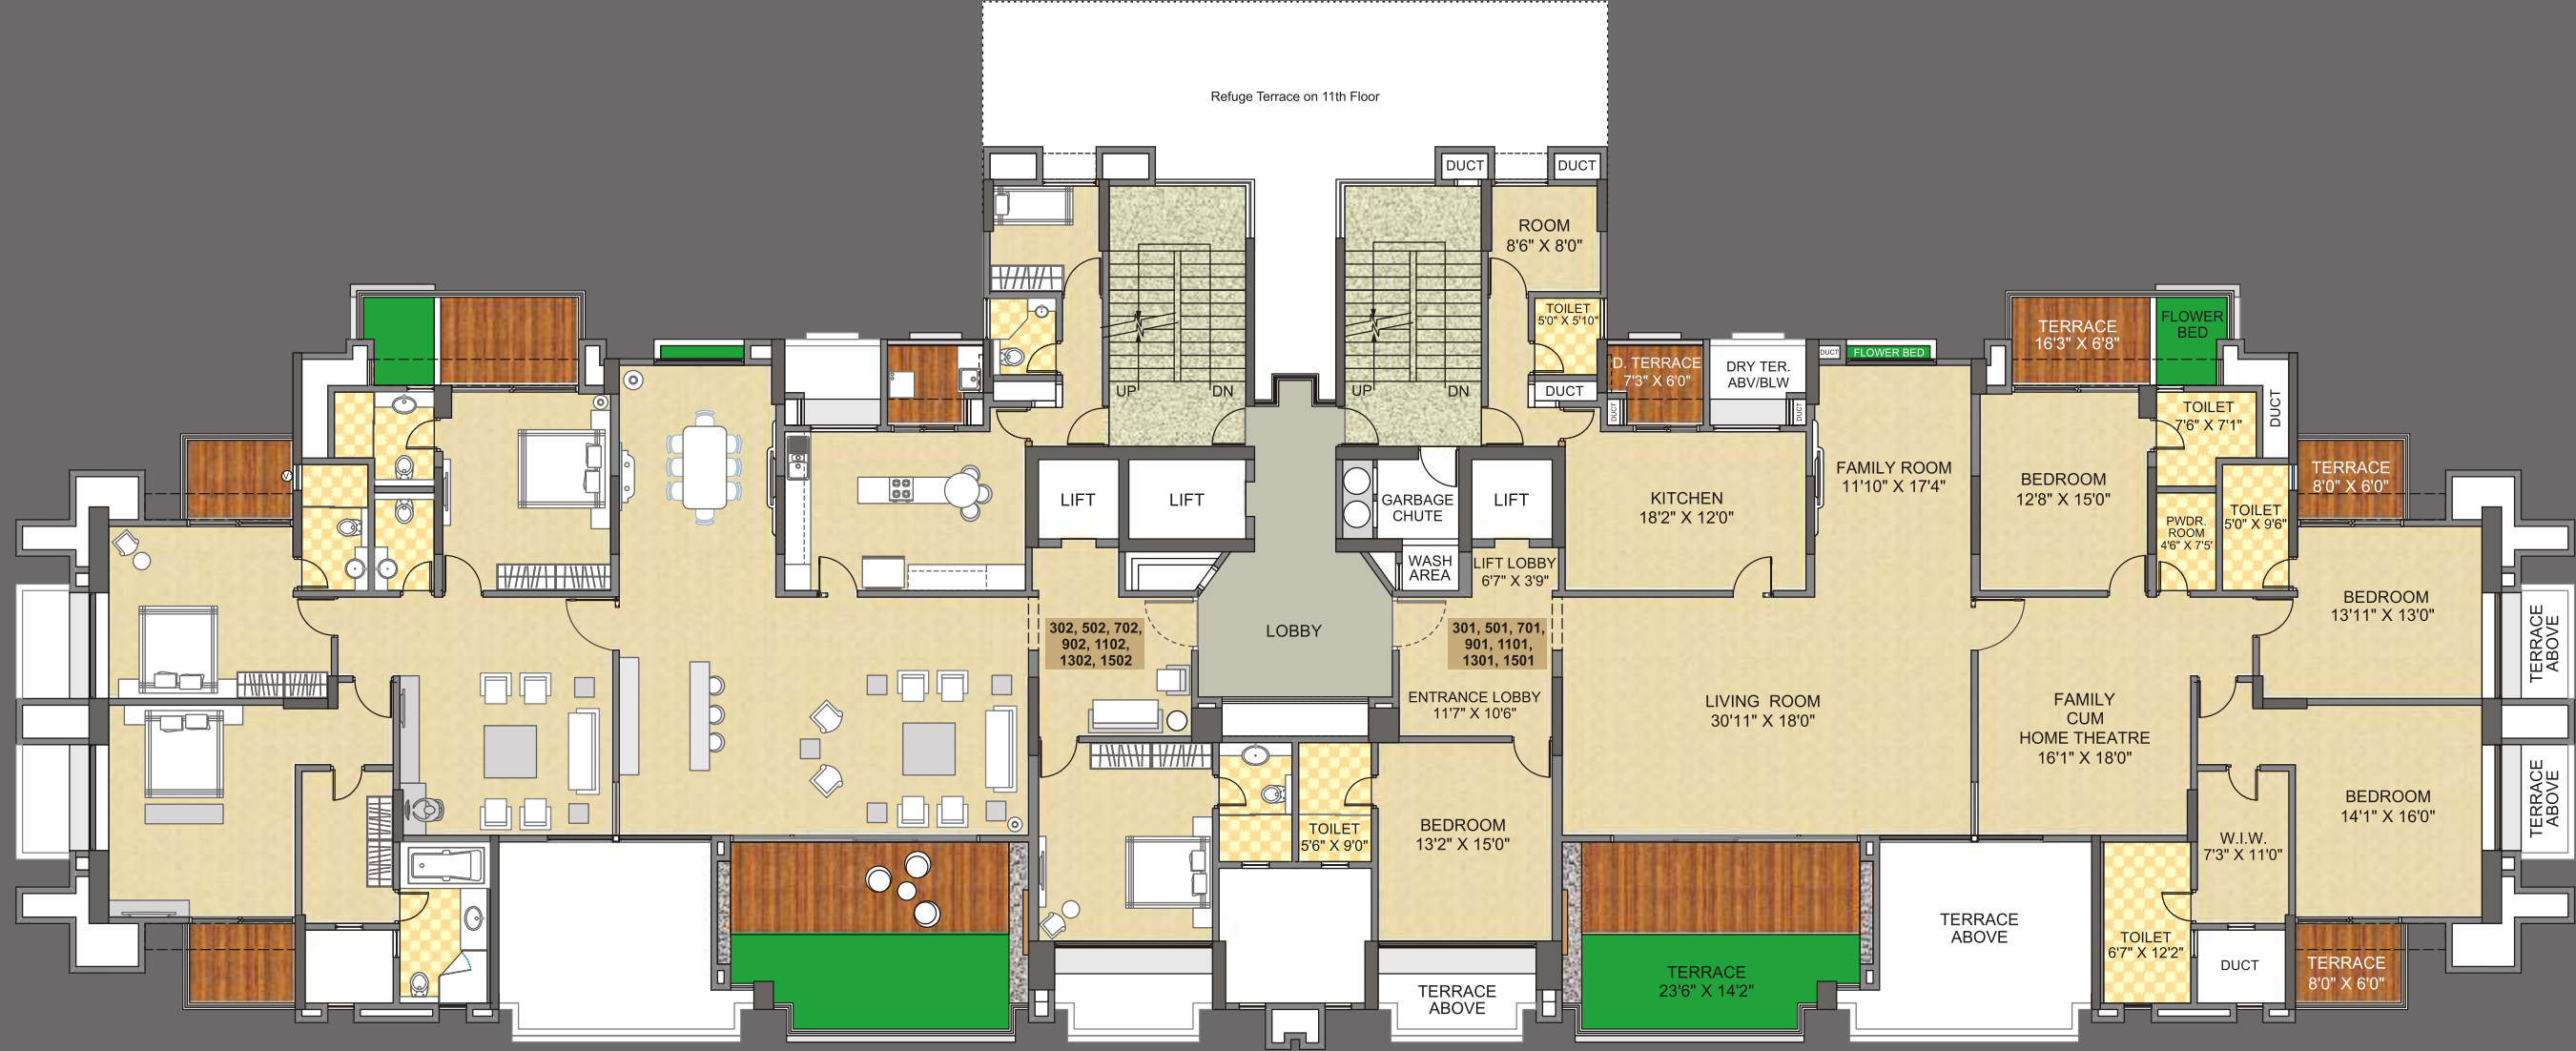 Refuge Terrace on 11th Floor
DUCT
DUCT
ROOM
8'6" X 8'0"
TOILET
5'0" X 5'10"
UP
DN
UP
DN
DUCT
D. TERRACE
7'3" X 6'0"
DUCT
DRY TER.
ABV/BLW
DUCT
DUCT
FLOWER BED
TERRACE
16'3" X 6'8"
FLOWER
BED
DUCT
TOILET
7'6" X 7'1"
LIFT
LIFT
GARBAGE
CHUTE
LIFT
KITCHEN
18'2" X 12'0"
FAMILY ROOM
11'10" X 17'4"
BEDROOM
12'8" X 15'0"
TERRACE
8'0" X 6'0"
PWDR.
ROOM
4'6" X 7'5'
TOILET
5'0" X 9'6"
WASH
AREA
LIFT LOBBY
6'7" X 3'9"
302, 502, 702,
902, 1102,
1302, 1502
LOBBY
301, 501, 701,
901, 1101,
1301, 1501
BEDROOM
13'11" X 13'0"
TERRACE
ABOVE
ENTRANCE LOBBY
11'7" X 10'6"
LIVING ROOM
30'11" X 18'0"
FAMILY
CUM
HOME THEATRE
16'1" X 18'0"
BEDROOM
14'1" X 16'0"
TERRACE
ABOVE
TOILET
5'6" X 9'0"
BEDROOM
13'2" X 15'0"
W.I.W.
7'3" X 11'0"
TERRACE
ABOVE
TOILET
6'7" X 12'2"
DUCT
TERRACE
8'0" X 6'0"
TERRACE
23'6" X 14'2"
TERRACE
ABOVE